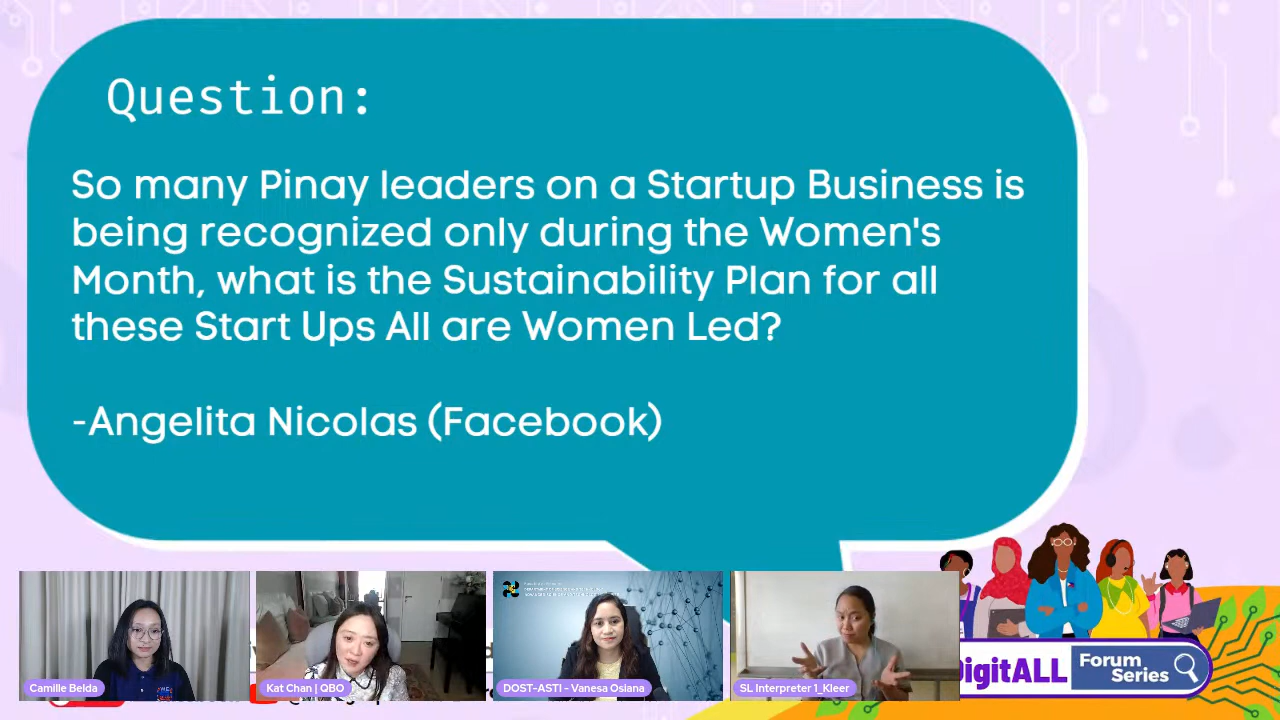 Question:
So many Pinay leaders on a Startup Business is
being recognized only during the Women's
Month, what is the Sustainability Plan for all
these Start Ups All are Women Led?
-Angelita Nicolas (Facebook)
Camille Belda
Kat Chan | QBO
DOST-ASTI - Vanesa Osiana
SL Interpreter 1_Kleer
DigitALL
Forum
Series